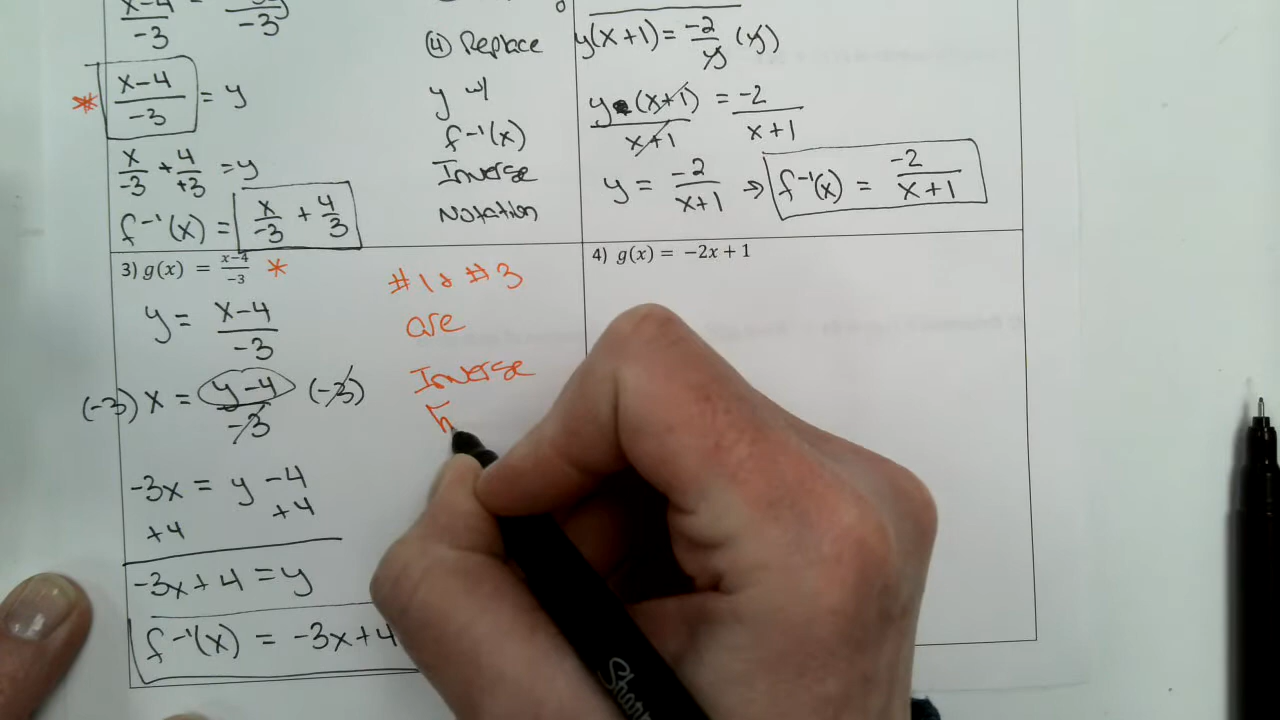 x-4
-3
-3
x-4
-3
= y
*
x/-3 + 4/+3 = y
f⁻¹(x) = x/-3 + 4/3
(4) Replace
y w/
f⁻¹(x)
Inverse
Notation
y(x+1) = -2/y (y)
y·(x+1)/x+1 = -2/x+1
y = -2/x+1 → f⁻¹(x) = -2/x+1
3) g(x) = x-4/-3 *
y = x-4/-3
(-3) x = y-4/-3 (-3)
-3x = y -4
+4 +4
-3x+4 = y
f⁻¹(x) = -3x+4
#1 & #3
are
Inverse
4) g(x) = −2x + 1
Shar